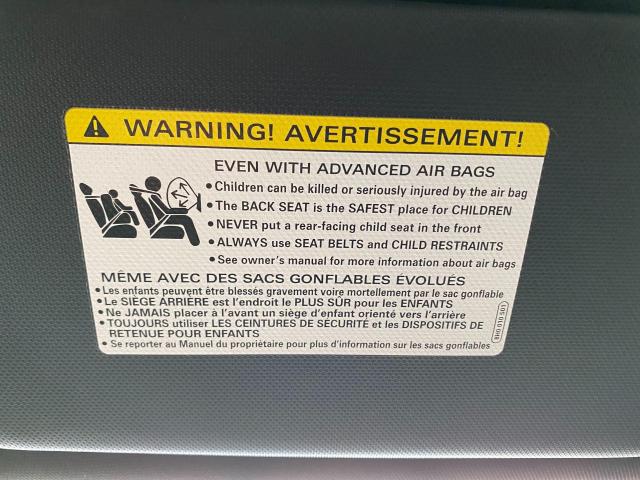 WARNING! AVERTISSEMENT!
EVEN WITH ADVANCED AIR BAGS
• Children can be killed or seriously injured by the air bag
• The BACK SEAT is the SAFEST place for CHILDREN
• NEVER put a rear-facing child seat in the front
• ALWAYS use SEAT BELTS and CHILD RESTRAINTS
• See owner's manual for more information about air bags
MÊME AVEC DES SACS GONFLABLES ÉVOLUÉS
• Les enfants peuvent être blessés gravement voire mortellement par le sac gonflable
• Le SIÈGE ARRIÈRE est l'endroit le PLUS SÛR pour les ENFANTS
• Ne JAMAIS placer à l'avant un siège d'enfant orienté vers l'arrière
• TOUJOURS utiliser LES CEINTURES DE SÉCURITÉ et les DISPOSITIFS DE
RETENUE POUR ENFANTS
• Se reporter au Manuel du propriétaire pour plus d'information sur les sacs gonflables